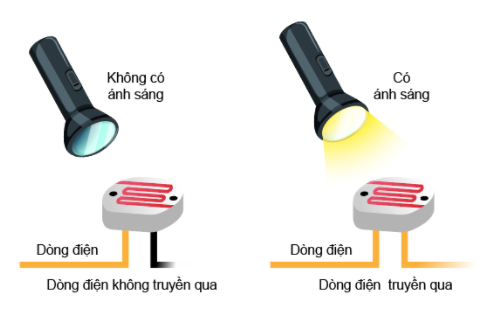 Không có
ánh sáng
Dòng điện
Dòng điện không truyền qua
Có
ánh sáng
Dòng điện
Dòng điện truyền qua